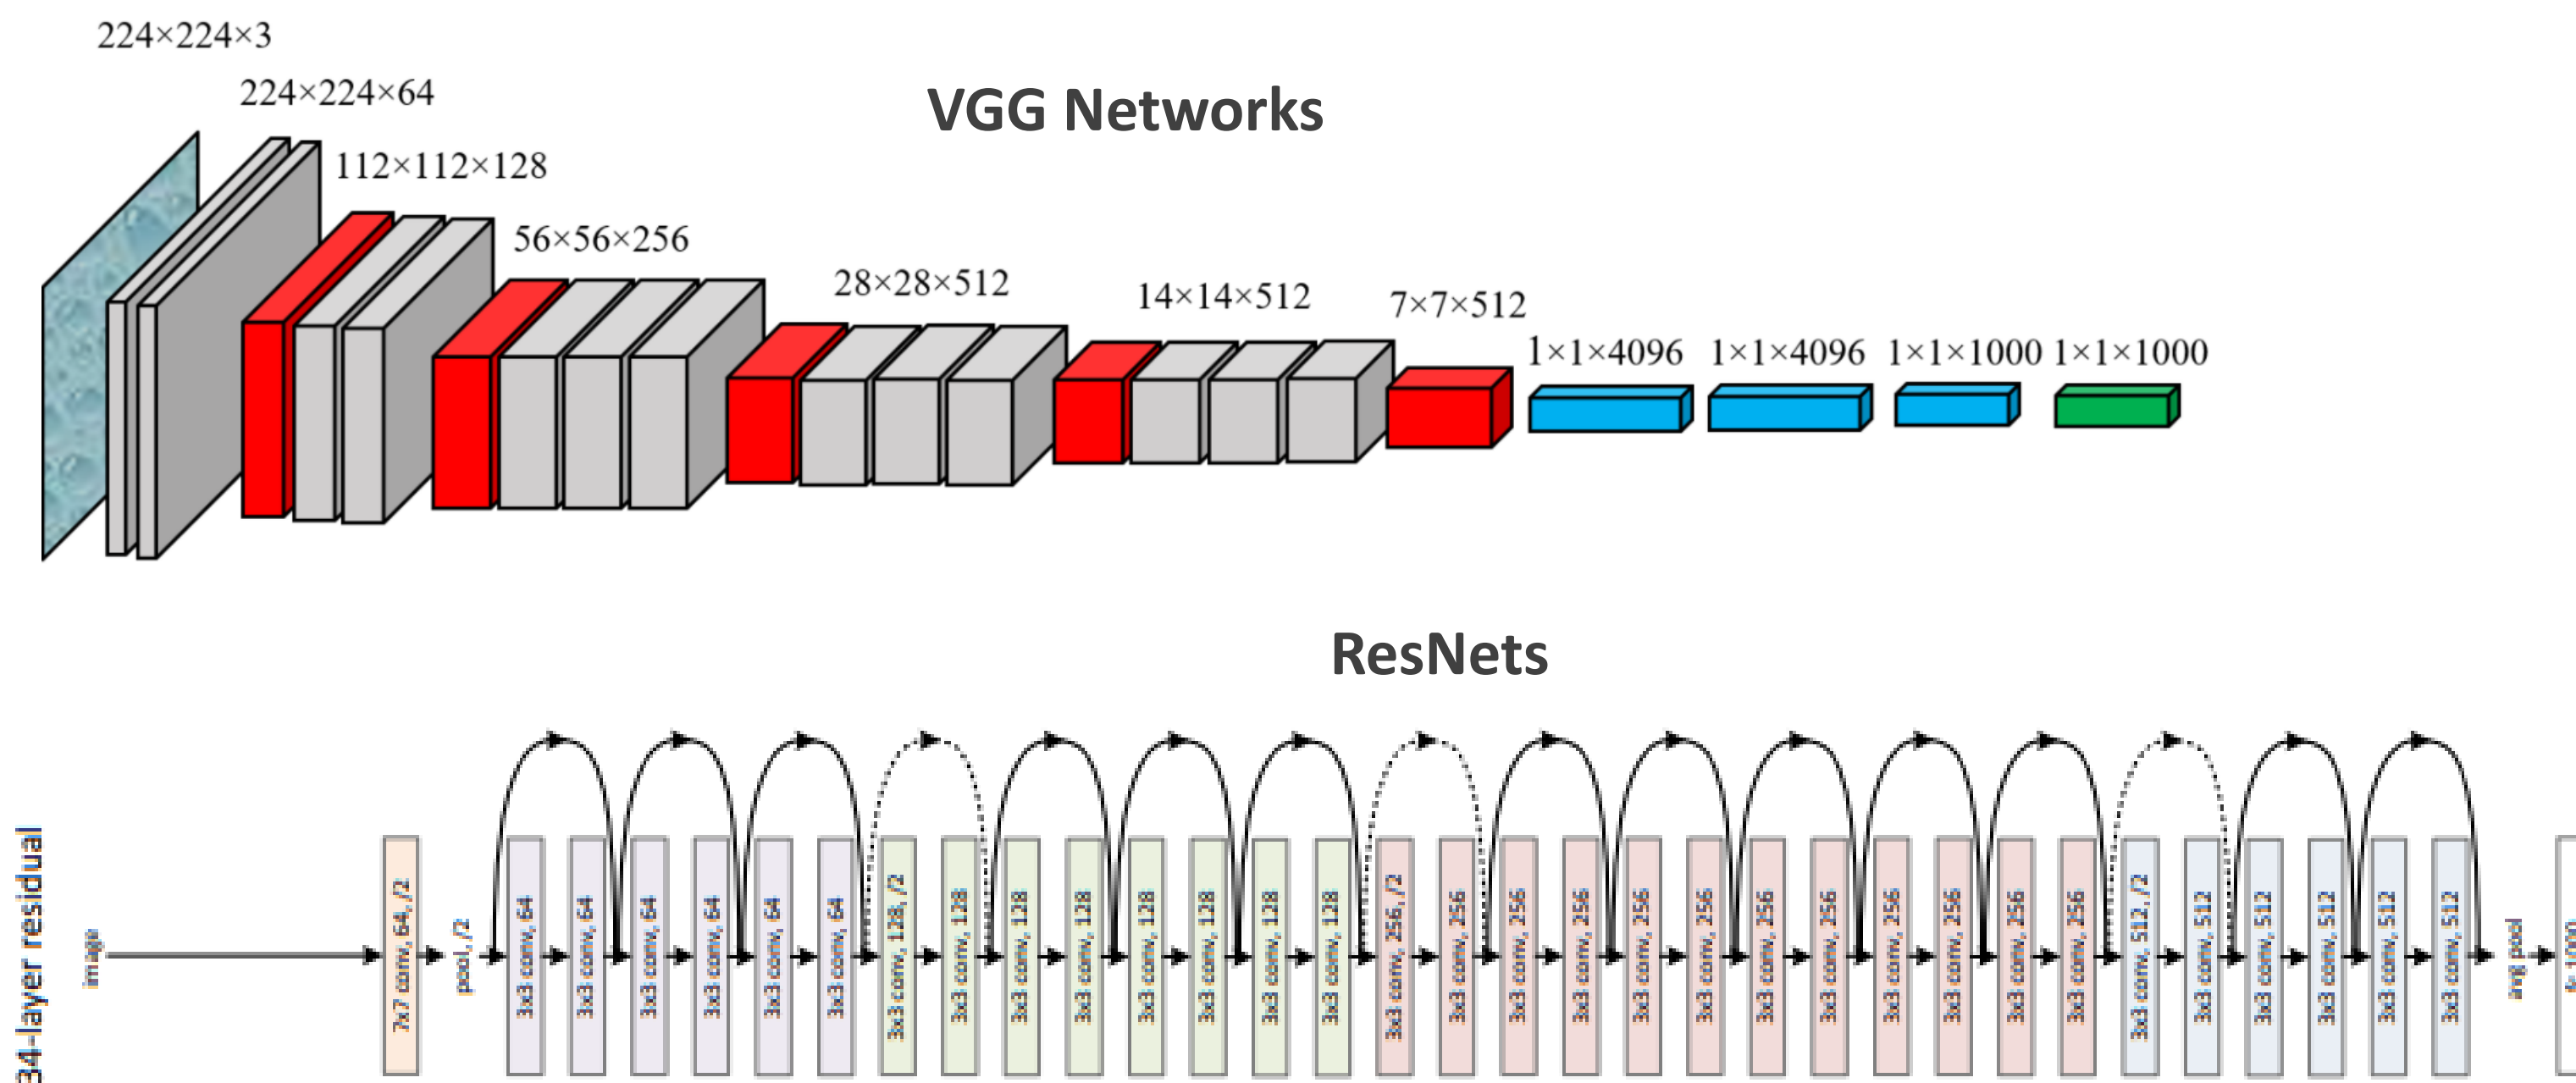 224×224×3
224×224×64
112×112×128
56×56×256
28×28×512
14×14×512
7×7×512
1×1×4096
1×1×4096
1×1×1000
1×1×1000
VGG Networks
ResNets
34-layer residual
image
7x7 conv, 64, /2
pool, /2
3x3 conv, 64
3x3 conv, 64
3x3 conv, 64
3x3 conv, 64
3x3 conv, 64
3x3 conv, 64
3x3 conv, 128, /2
3x3 conv, 128
3x3 conv, 128
3x3 conv, 128
3x3 conv, 128
3x3 conv, 128
3x3 conv, 128
3x3 conv, 128
3x3 conv, 256, /2
3x3 conv, 256
3x3 conv, 256
3x3 conv, 256
3x3 conv, 256
3x3 conv, 256
3x3 conv, 256
3x3 conv, 256
3x3 conv, 256
3x3 conv, 256
3x3 conv, 256
3x3 conv, 256
3x3 conv, 512, /2
3x3 conv, 512
3x3 conv, 512
3x3 conv, 512
3x3 conv, 512
3x3 conv, 512
avg pool